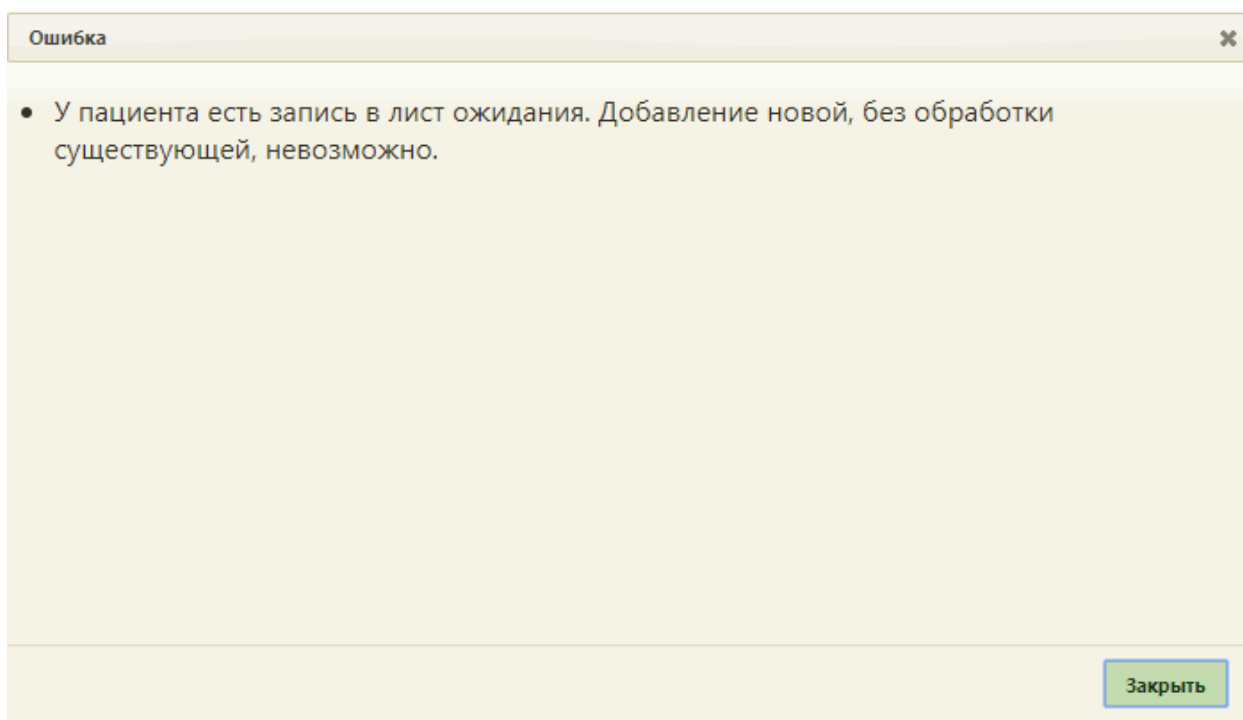 Ошибка
У пациента есть запись в лист ожидания. Добавление новой, без обработки
существующей, невозможно.
Закрыть